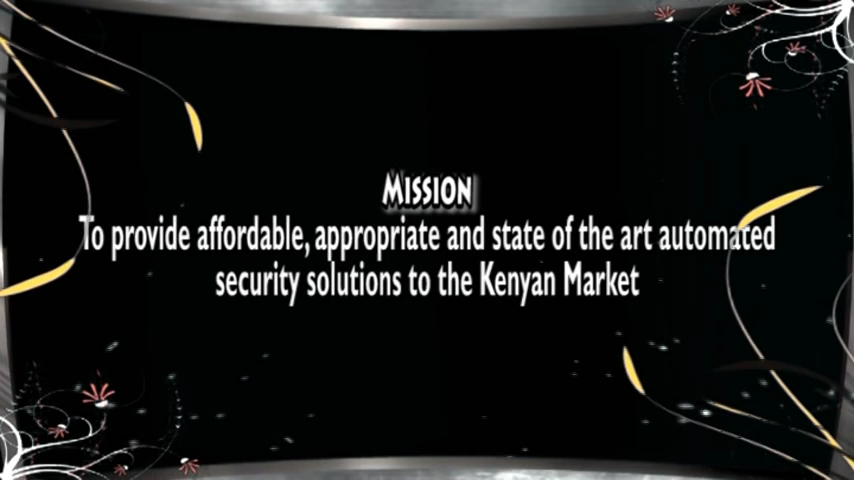 Mission
To provide affordable, appropriate and state of the art automated
security solutions to the Kenyan Market